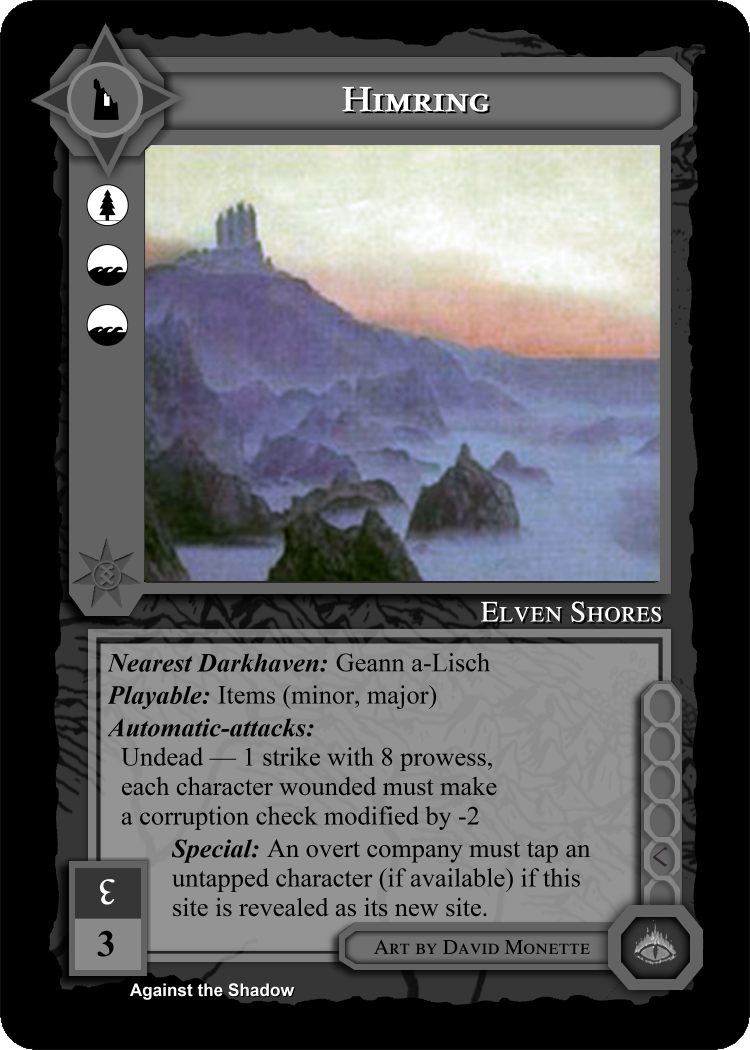 Himring
Elven Shores
Nearest Darkhaven: Geann a-Lisch
Playable: Items (minor, major)
Automatic-attacks:
Undead — 1 strike with 8 prowess,
each character wounded must make
a corruption check modified by -2
Special: An overt company must tap an
untapped character (if available) if this
site is revealed as its new site.
3
Art by David Monette
Against the Shadow